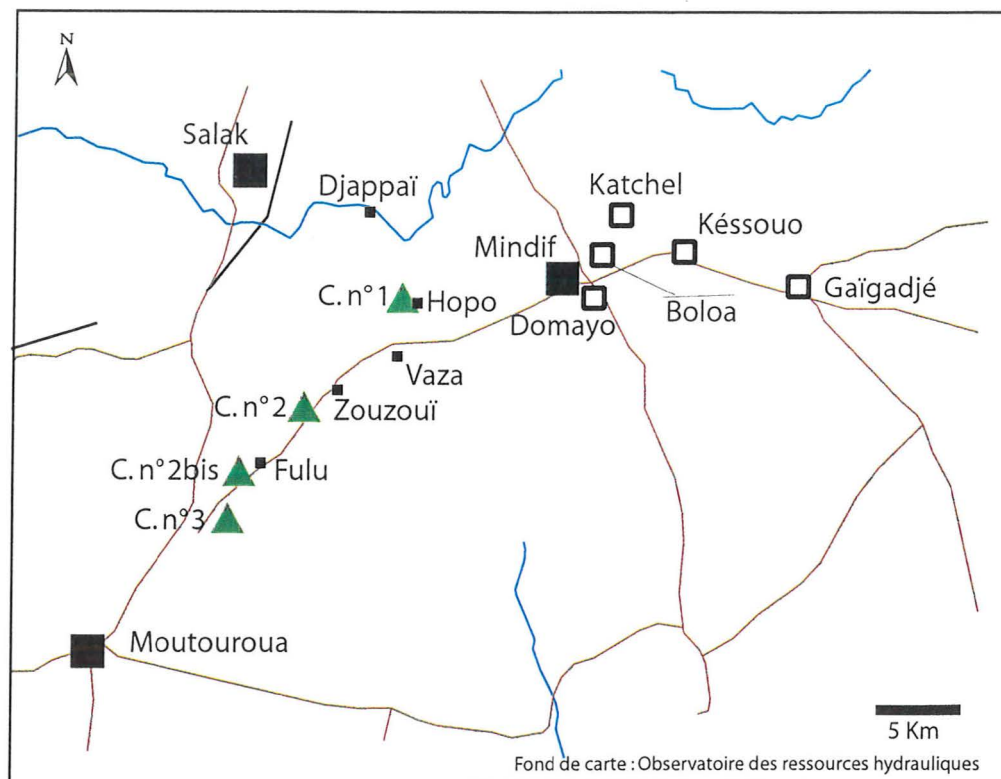 N
Salak
Djappaï
Katchel
Mindif
Késsouo
C. n° 1
Hopo
Domayo
Boloa
Gaïgadjé
Vaza
C. n° 2
Zouzouï
C. n° 2bis
Fulu
C. n° 3
Moutouroua
5 Km
Fond de carte : Observatoire des ressources hydrauliques